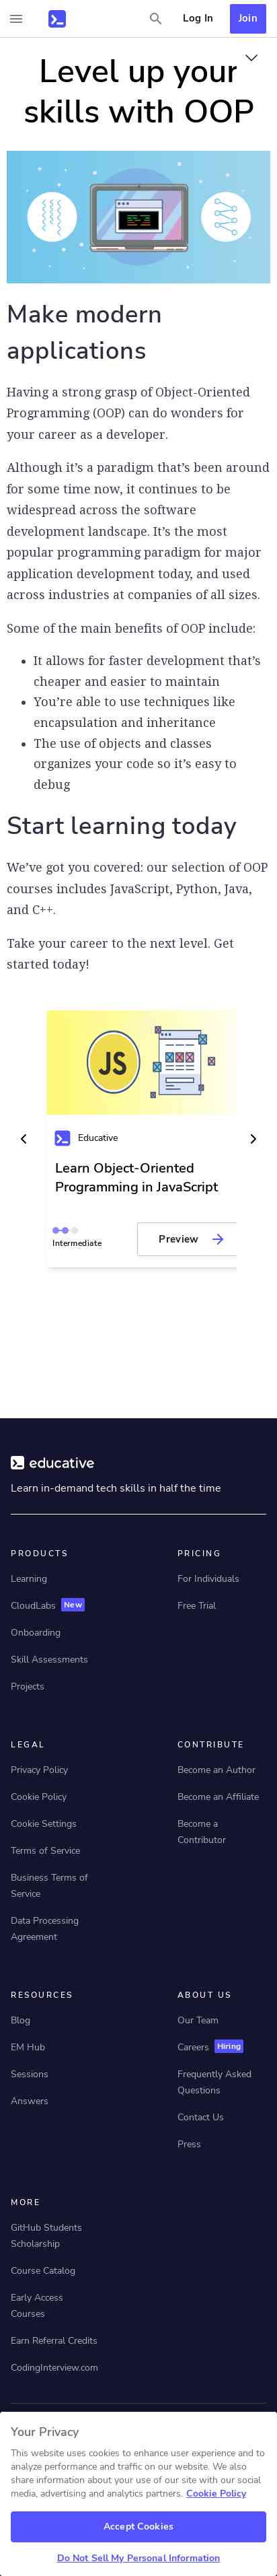 Log In
Join
Level up your
skills with OOP
Make modern
applications
Having a strong grasp of Object-Oriented
Programming (OOP) can do wonders for
your career as a developer.
Although it’s a paradigm that’s been around
for some time now, it continues to be
widespread across the software
development landscape. It’s the most
popular programming paradigm for major
application development today, and used
across industries at companies of all sizes.
Some of the main benefits of OOP include:
It allows for faster development that’s
cheaper and easier to maintain
You’re able to use techniques like
encapsulation and inheritance
The use of objects and classes
organizes your code so it’s easy to
debug
Start learning today
We’ve got you covered: our selection of OOP
courses includes JavaScript, Python, Java,
and C++.
Take your career to the next level. Get
started today!
JS
Educative
Learn Object-Oriented
Programming in JavaScript
Intermediate
Preview
educative
Learn in-demand tech skills in half the time
PRODUCTS
Learning
CloudLabs New
Onboarding
Skill Assessments
Projects
PRICING
For Individuals
Free Trial
LEGAL
Privacy Policy
Cookie Policy
Cookie Settings
Terms of Service
Business Terms of
Service
Data Processing
Agreement
CONTRIBUTE
Become an Author
Become an Affiliate
Become a
Contributor
RESOURCES
Blog
EM Hub
Sessions
Answers
ABOUT US
Our Team
Careers Hiring
Frequently Asked
Questions
Contact Us
Press
MORE
GitHub Students
Scholarship
Course Catalog
Early Access
Courses
Earn Referral Credits
CodingInterview.com
Your Privacy
This website uses cookies to enhance user experience and to
analyze performance and traffic on our website. We also
share information about your use of our site with our social
media, advertising and analytics partners. Cookie Policy
Accept Cookies
Do Not Sell My Personal Information